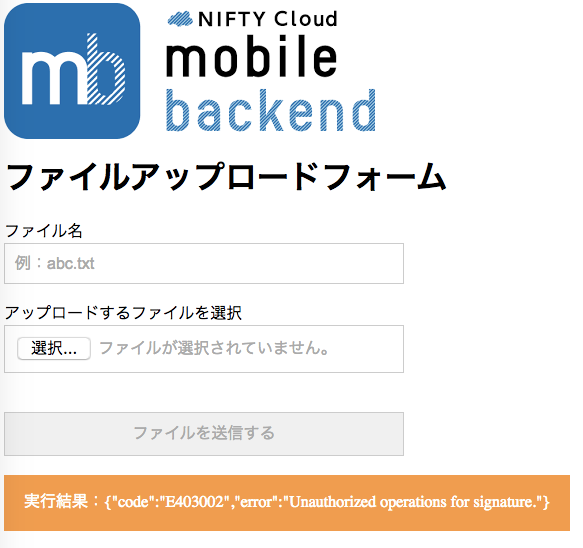 mb
NIFTY Cloud
mobile
backend
ファイルアップロードフォーム
ファイル名
例：abc.txt
アップロードするファイルを選択
選択... ファイルが選択されていません。
ファイルを送信する
実行結果：{"code":"E403002","error":"Unauthorized operations for signature."}